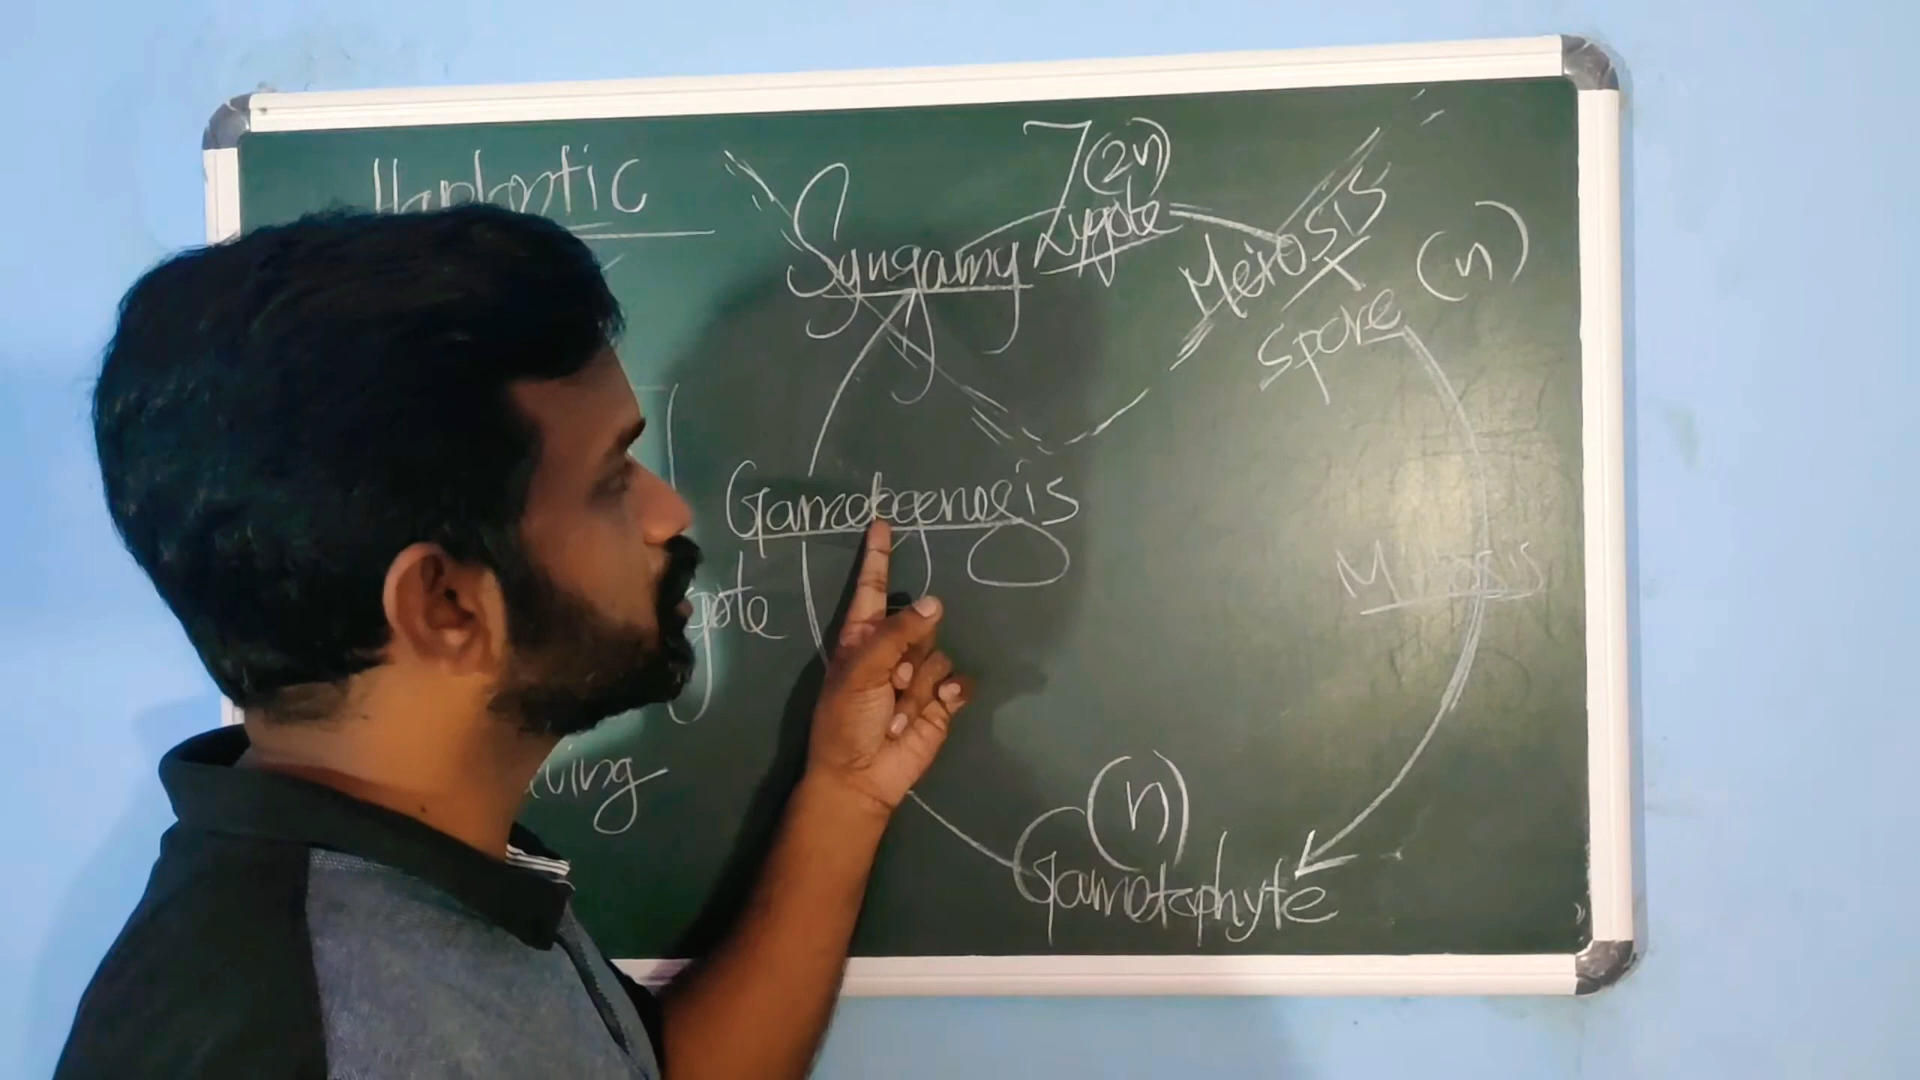 Haplontic
Syngamy
Zygote
(2n)
Meiosis
spore
(n)
Gametogenesis
Mitosis
(n)
Gametophyte